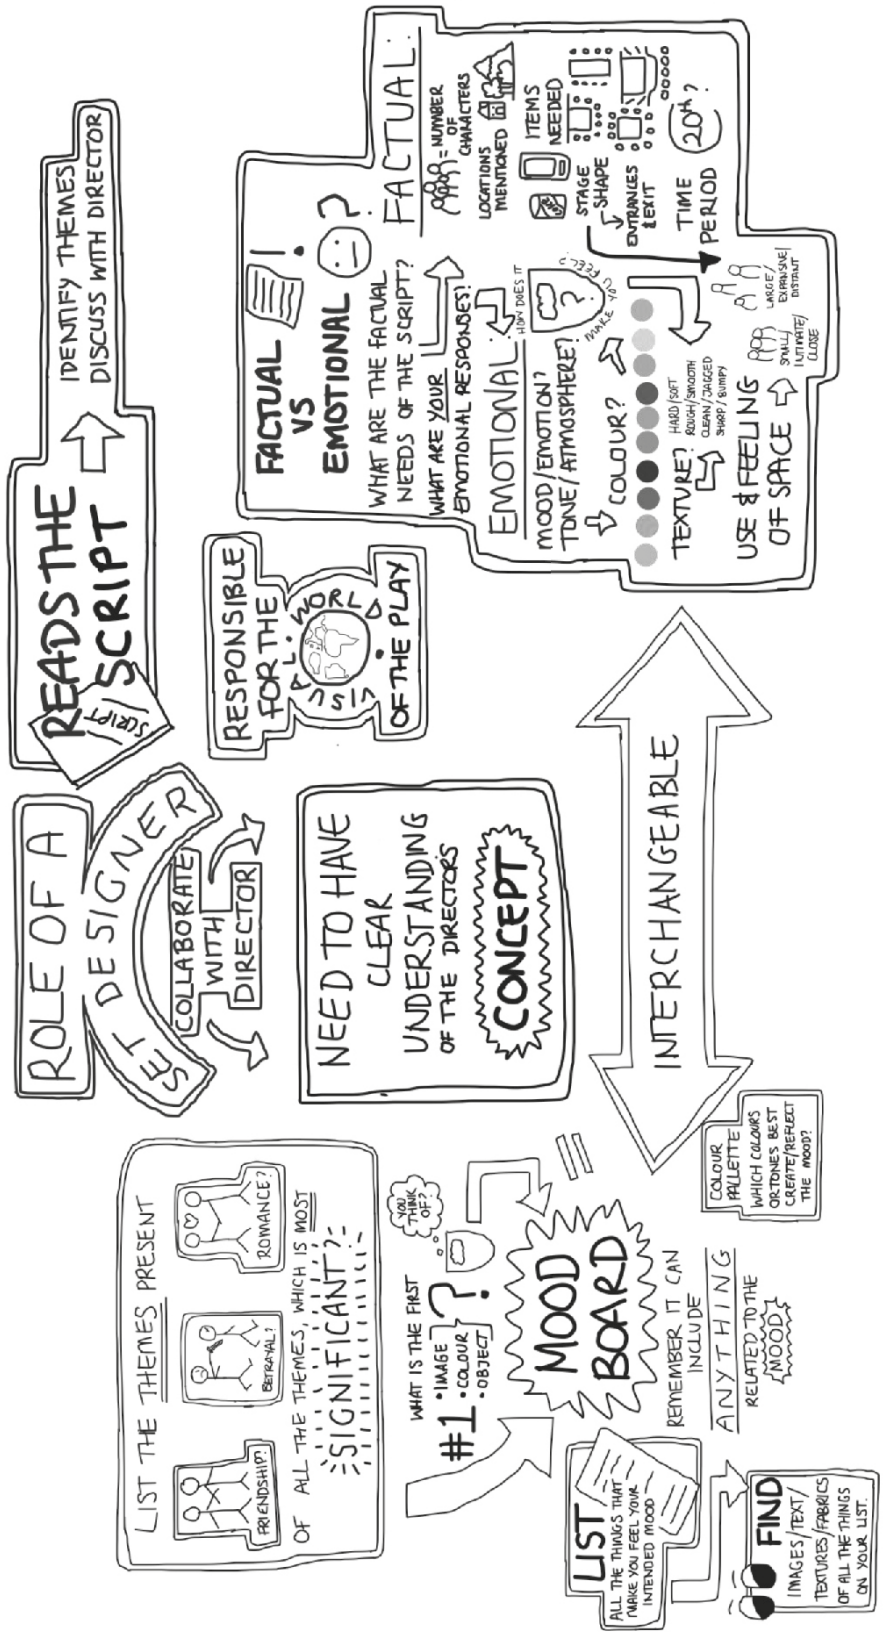 ROLE OF A
SET DESIGNER
COLLABORATE
WITH
DIRECTOR
SCRIPT
READS THE
SCRIPT
IDENTIFY THEMES
DISCUSS WITH DIRECTOR
RESPONSIBLE
FOR THE
VISUAL. WORLD.
OF THE PLAY
NEED TO HAVE
CLEAR
UNDERSTANDING
OF THE DIRECTORS
CONCEPT
LIST THE THEMES PRESENT
FRIENDSHIP?
BETRAYAL?
ROMANCE?
OF ALL THE THEMES, WHICH IS MOST
SIGNIFICANT?
WHAT IS THE FIRST
#1
• IMAGE
• COLOUR
• OBJECT
?
YOU
THINK
OF?
=
MOOD
BOARD
REMEMBER IT CAN
INCLUDE
ANYTHING
RELATED TO THE
MOOD
LIST
ALL THE THINGS THAT
MAKE YOU FEEL YOUR
INTENDED MOOD
FIND
IMAGES/TEXT/
TEXTURES/FABRICS
OF ALL THE THINGS
ON YOUR LIST.
COLOUR
PALLETTE
WHICH COLOURS
OR TONES BEST
CREATE/REFLECT
THE MOOD?
INTERCHANGEABLE
FACTUAL !
VS
EMOTIONAL ?
WHAT ARE THE FACTUAL
NEEDS OF THE SCRIPT?
WHAT ARE YOUR
EMOTIONAL RESPONSES?
FACTUAL:
= NUMBER
OF
CHARACTERS
LOCATIONS
MENTIONED
ITEMS
NEEDED
STAGE
SHAPE
ENTRANCES
& EXIT
TIME
PERIOD
20th?
EMOTIONAL:
HOW DOES IT
MAKE YOU FEEL?
?
MOOD/EMOTION?
TONE/ATMOSPHERE?
COLOUR?
TEXTURE?
HARD/SOFT
ROUGH/SMOOTH
CLEAN/JAGGED
SHARP/BUMPY
USE & FEELING
OF SPACE
SMALL/
INTIMATE/
CLOSE
LARGE/
EXPANSIVE/
DISTANT